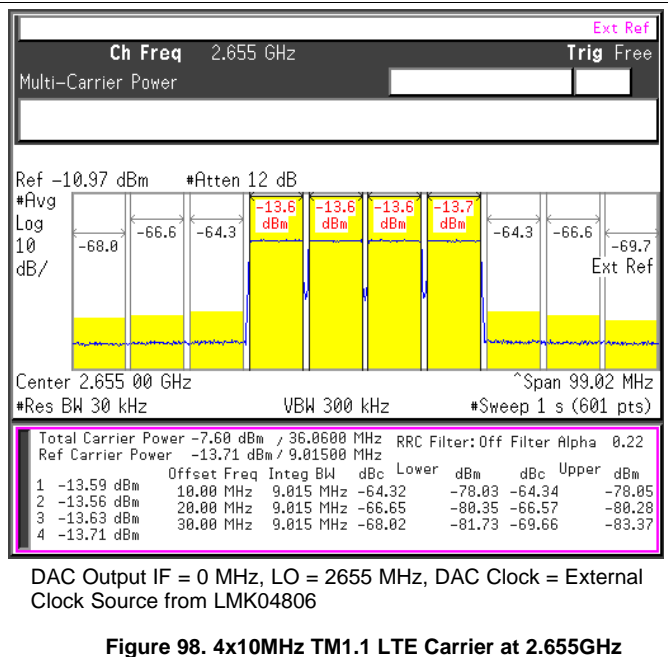 Ext Ref
Ch Freq 2.655 GHz Trig Free
Multi-Carrier Power
Ref -10.97 dBm #Atten 12 dB
#Avg
Log
10
dB/
-68.0 -66.6 -64.3 -13.6 dBm -13.6 dBm -13.6 dBm -13.7 dBm -64.3 -66.6 -69.7
Ext Ref
Center 2.655 00 GHz ^Span 99.02 MHz
#Res BW 30 kHz VBW 300 kHz #Sweep 1 s (601 pts)
Total Carrier Power -7.60 dBm / 36.0600 MHz RRC Filter: Off Filter Alpha 0.22
Ref Carrier Power -13.71 dBm / 9.01500 MHz
Offset Freq Integ BW dBc Lower dBm dBc Upper dBm
1 -13.59 dBm 10.00 MHz 9.015 MHz -64.32 -78.03 -64.34 -78.05
2 -13.56 dBm 20.00 MHz 9.015 MHz -66.65 -80.35 -66.57 -80.28
3 -13.63 dBm 30.00 MHz 9.015 MHz -68.02 -81.73 -69.66 -83.37
4 -13.71 dBm
DAC Output IF = 0 MHz, LO = 2655 MHz, DAC Clock = External
Clock Source from LMK04806
Figure 98. 4x10MHz TM1.1 LTE Carrier at 2.655GHz